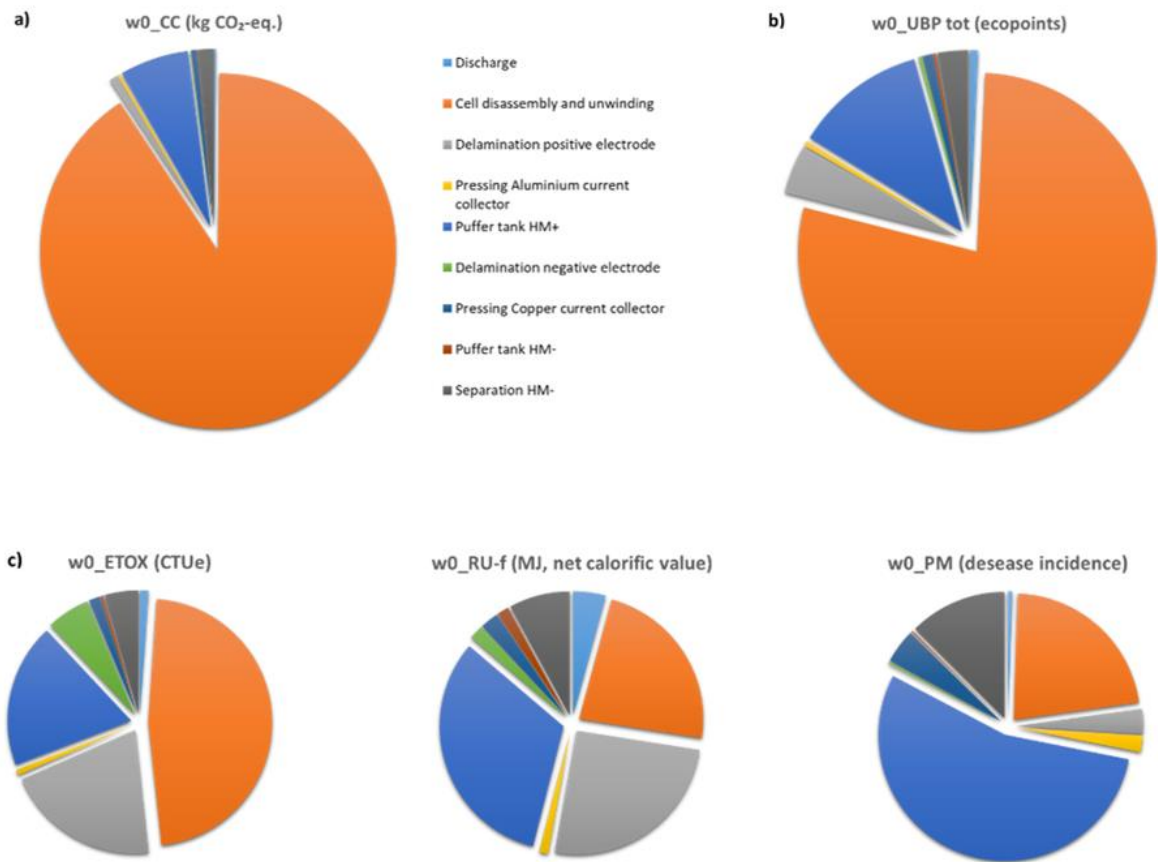 a)
w0_CC (kg CO₂-eq.)
b)
w0_UBP tot (ecopoints)
Discharge
Cell disassembly and unwinding
Delamination positive electrode
Pressing Aluminium current
collector
Puffer tank HM+
Delamination negative electrode
Pressing Copper current collector
Puffer tank HM-
Separation HM-
c)
w0_ETOX (CTUe)
w0_RU-f (MJ, net calorific value)
w0_PM (desease incidence)